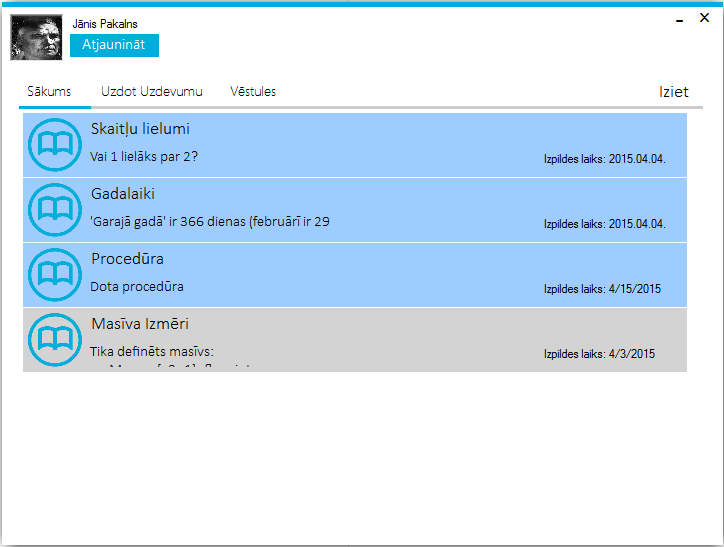 Jānis Pakalns
Atjaunināt
Sākums Uzdot Uzdevumu Vēstules Iziet
Skaitļu lielumi
Vai 1 lielāks par 2?
Izpildes laiks: 2015.04.04.
Gadalaiki
'Garajā gadā' ir 366 dienas (februārī ir 29
Izpildes laiks: 2015.04.04.
Procedūra
Dota procedūra
Izpildes laiks: 4/15/2015
Masīva Izmēri
Tika definēts masīvs:
Izpildes laiks: 4/3/2015